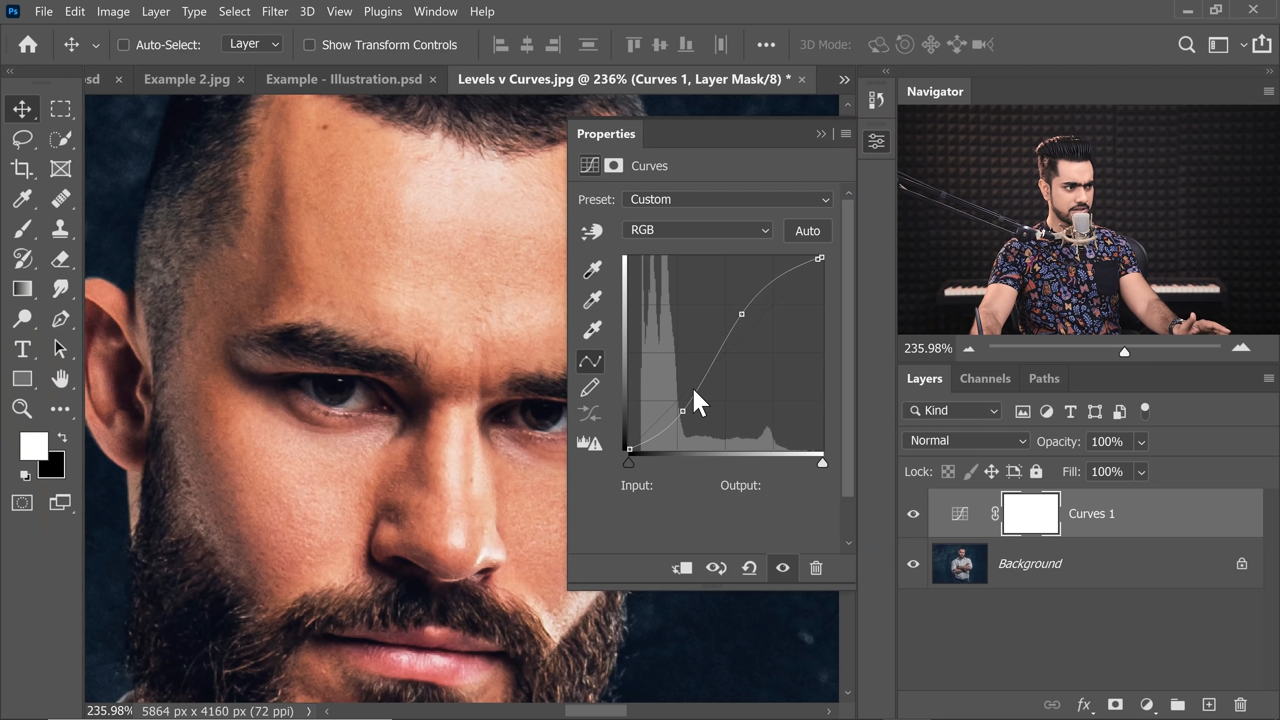 Ps File Edit Image Layer Type Select Filter 3D View Plugins Window Help
Auto-Select: Layer Show Transform Controls 3D Mode:
sd × Example 2.jpg × Example - Illustration.psd × Levels v Curves.jpg @ 236% (Curves 1, Layer Mask/8) * ×
Navigator
Properties
Curves
Preset: Custom
RGB Auto
Input: Output:
235.98%
Layers Channels Paths
Kind
Normal Opacity: 100%
Lock: Fill: 100%
Curves 1
Background
fx
235.98% 5864 px x 4160 px (72 ppi)